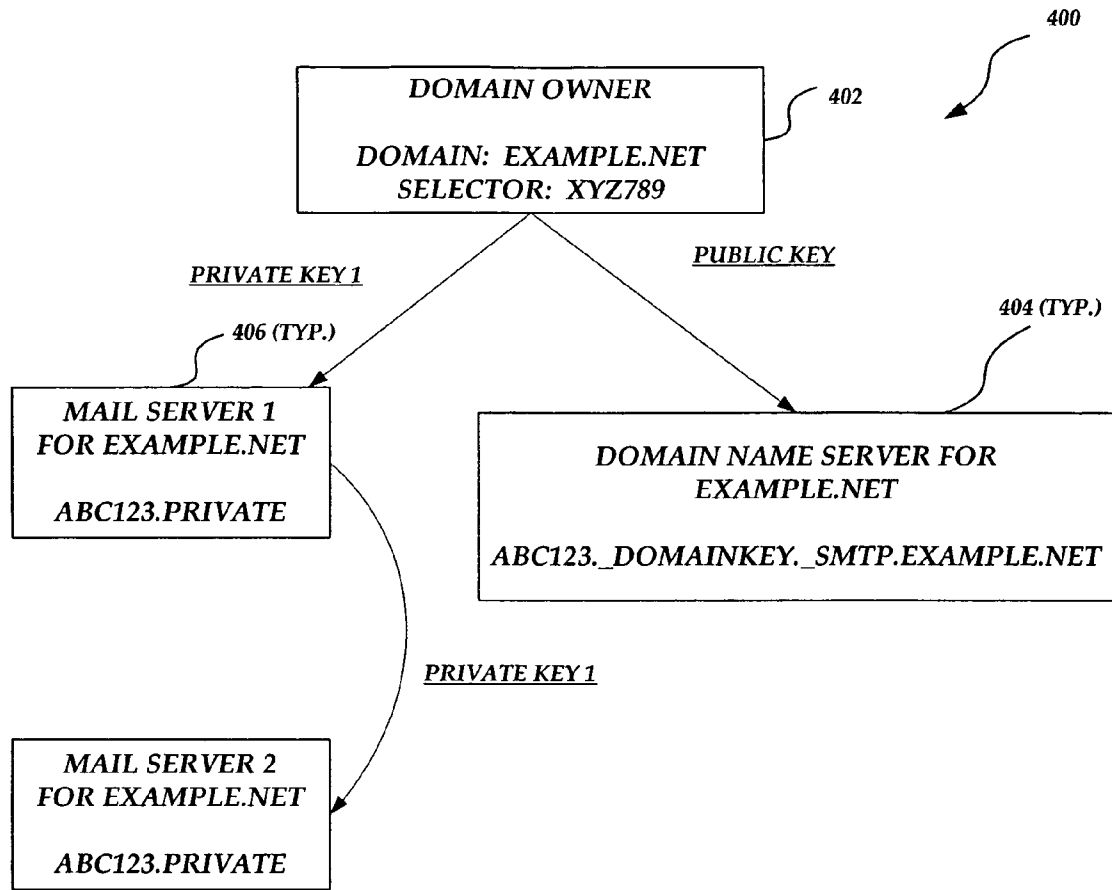 400
DOMAIN OWNER
402
DOMAIN: EXAMPLE.NET
SELECTOR: XYZ789
PRIVATE KEY 1
PUBLIC KEY
406 (TYP.)
404 (TYP.)
MAIL SERVER 1
FOR EXAMPLE.NET
ABC123.PRIVATE
DOMAIN NAME SERVER FOR
EXAMPLE.NET
ABC123._DOMAINKEY._SMTP.EXAMPLE.NET
PRIVATE KEY 1
MAIL SERVER 2
FOR EXAMPLE.NET
ABC123.PRIVATE